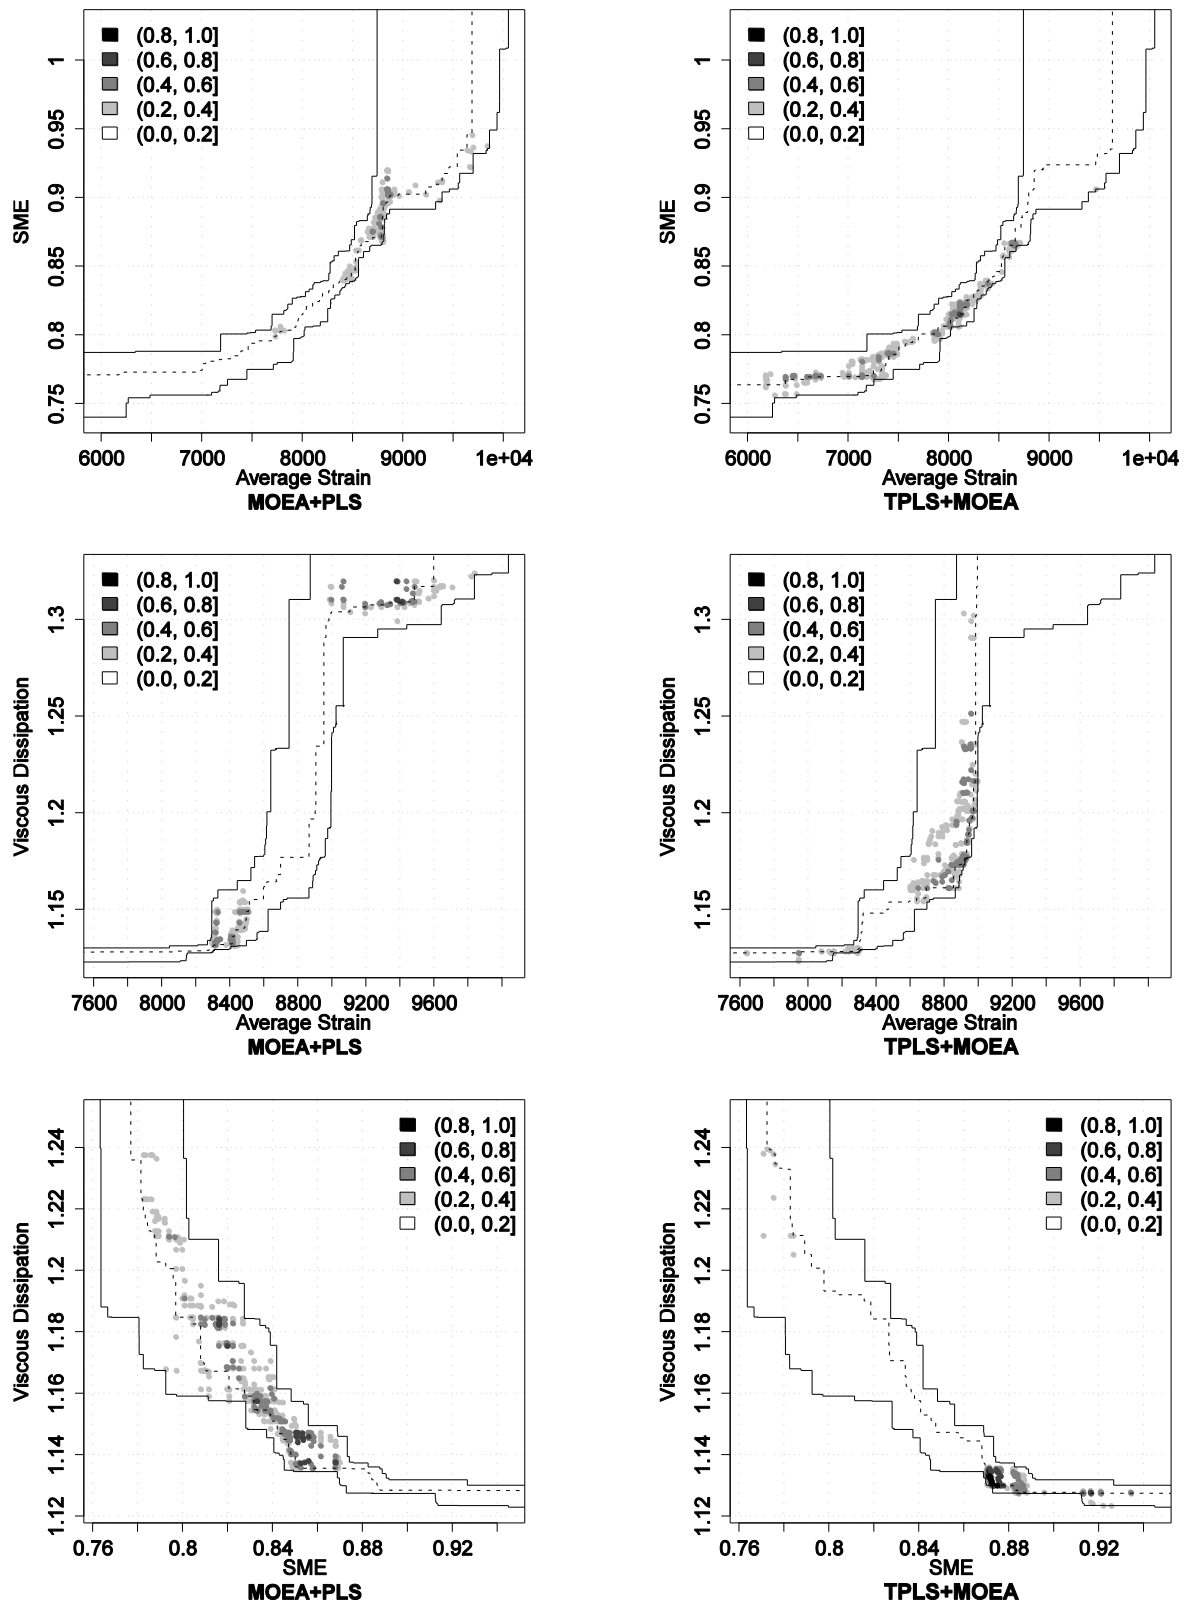 (0.8, 1.0]
(0.6, 0.8]
(0.4, 0.6]
(0.2, 0.4]
(0.0, 0.2]
SME
1
0.95
0.9
0.85
0.8
0.75
6000 7000 8000 9000 1e+04
Average Strain
MOEA+PLS
(0.8, 1.0]
(0.6, 0.8]
(0.4, 0.6]
(0.2, 0.4]
(0.0, 0.2]
SME
1
0.95
0.9
0.85
0.8
0.75
6000 7000 8000 9000 1e+04
Average Strain
TPLS+MOEA
(0.8, 1.0]
(0.6, 0.8]
(0.4, 0.6]
(0.2, 0.4]
(0.0, 0.2]
Viscous Dissipation
1.3
1.25
1.2
1.15
7600 8000 8400 8800 9200 9600
Average Strain
MOEA+PLS
(0.8, 1.0]
(0.6, 0.8]
(0.4, 0.6]
(0.2, 0.4]
(0.0, 0.2]
Viscous Dissipation
1.3
1.25
1.2
1.15
7600 8000 8400 8800 9200 9600
Average Strain
TPLS+MOEA
(0.8, 1.0]
(0.6, 0.8]
(0.4, 0.6]
(0.2, 0.4]
(0.0, 0.2]
Viscous Dissipation
1.24
1.22
1.2
1.18
1.16
1.14
1.12
0.76 0.8 0.84 0.88 0.92
SME
MOEA+PLS
(0.8, 1.0]
(0.6, 0.8]
(0.4, 0.6]
(0.2, 0.4]
(0.0, 0.2]
Viscous Dissipation
1.24
1.22
1.2
1.18
1.16
1.14
1.12
0.76 0.8 0.84 0.88 0.92
SME
TPLS+MOEA